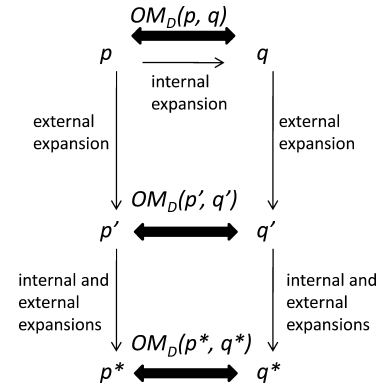 OM_D(p, q)
p q
internal
expansion
external
expansion
external
expansion
OM_D(p', q')
p' q'
internal and
external
expansions
internal and
external
expansions
OM_D(p*, q*)
p* q*